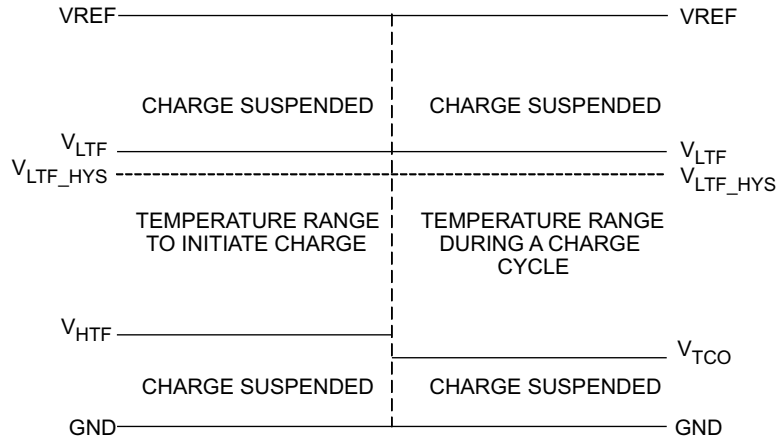 VREF VREF
CHARGE SUSPENDED CHARGE SUSPENDED
VLTF VLTF
VLTF_HYS VLTF_HYS
TEMPERATURE RANGE
TO INITIATE CHARGE
TEMPERATURE RANGE
DURING A CHARGE
CYCLE
VHTF
VTCO
CHARGE SUSPENDED CHARGE SUSPENDED
GND GND